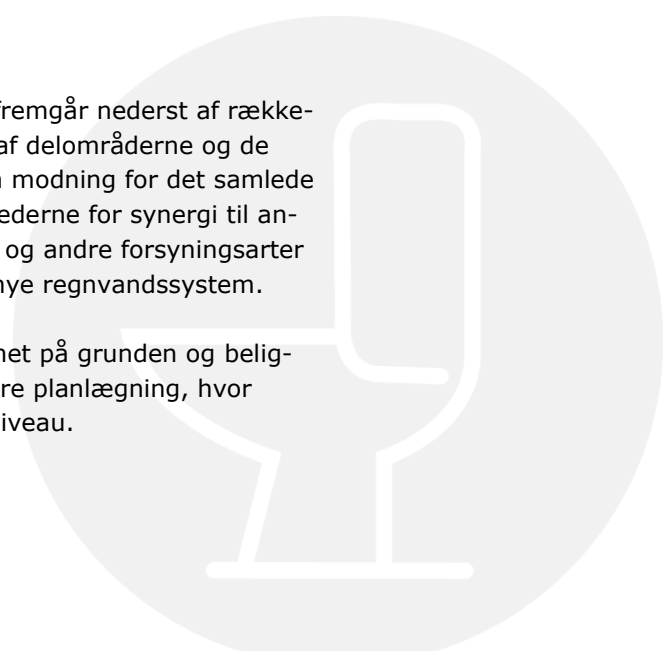 fremgår nederst af række-
af delområderne og de
modning for det samlede
ederne for synergi til an-
og andre forsyningsarter
nye regnvandssystem.
net på grunden og belig-
re planlægning, hvor
iveau.